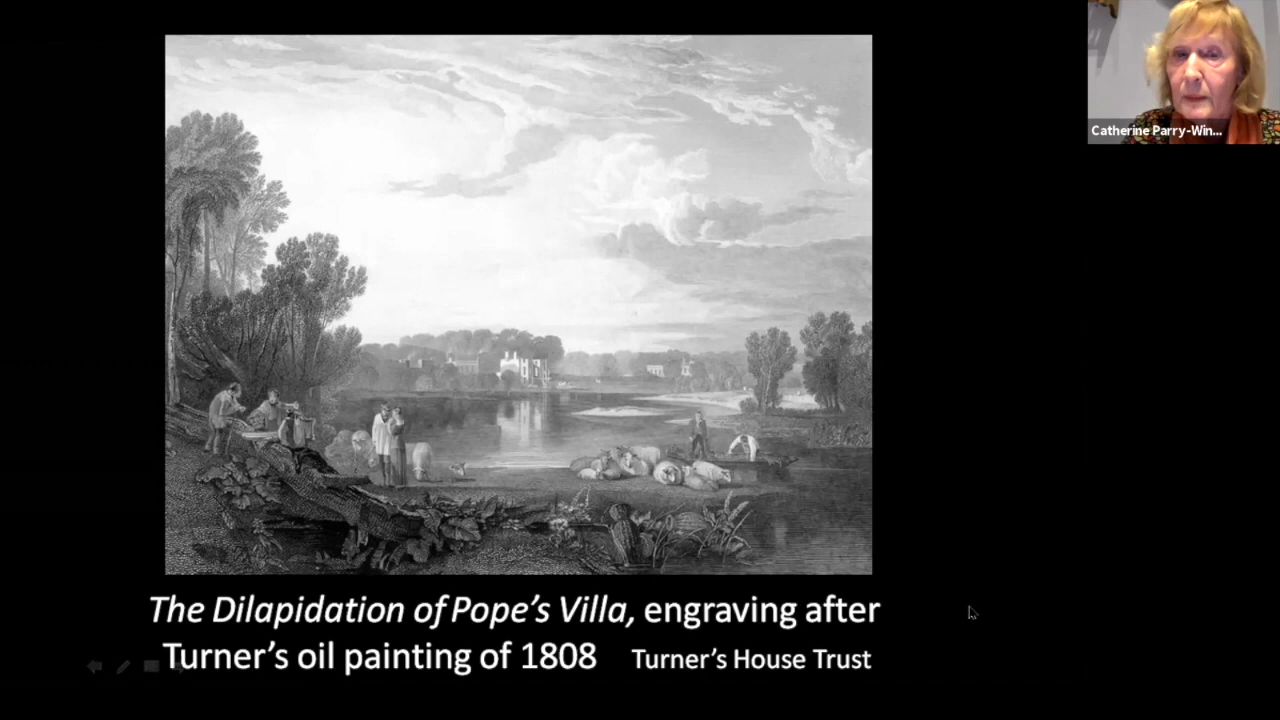 Catherine Parry-Win...
The Dilapidation of Pope's Villa, engraving after
Turner's oil painting of 1808 Turner's House Trust